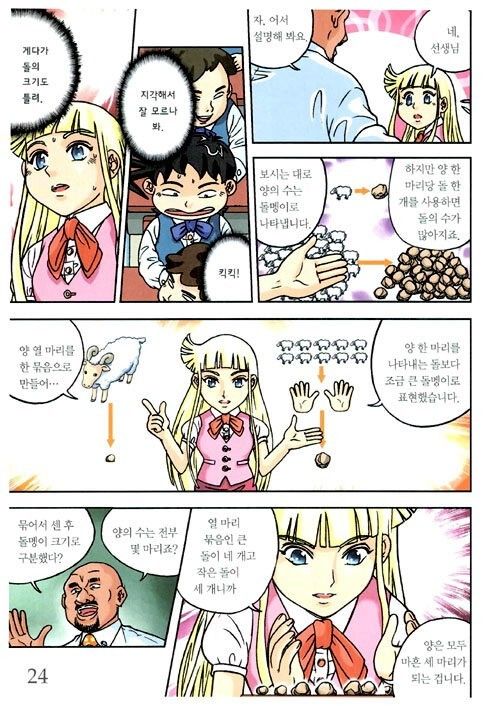 게다가
돌의
크기도
틀려.
지각해서
잘 모르나
봐.
킥킥!
자, 어서
설명해 봐요.
네,
선생님
보시는 대로
양의 수는
돌멩이로
나타냅니다.
하지만 양 한
마리당 돌 한
개를 사용하면
돌의 수가
많아지죠.
양 열 마리를
한 묶음으로
만들어…
양 한 마리를
나타내는 돌보다
조금 큰 돌멩이로
표현했습니다.
묶어서 센 후
돌멩이 크기로
구분했다?
양의 수는 전부
몇 마리죠?
열 마리
묶음인 큰
돌이 네 개고
작은 돌이
세 개니까
양은 모두
마흔 세 마리가
되는 겁니다.
24